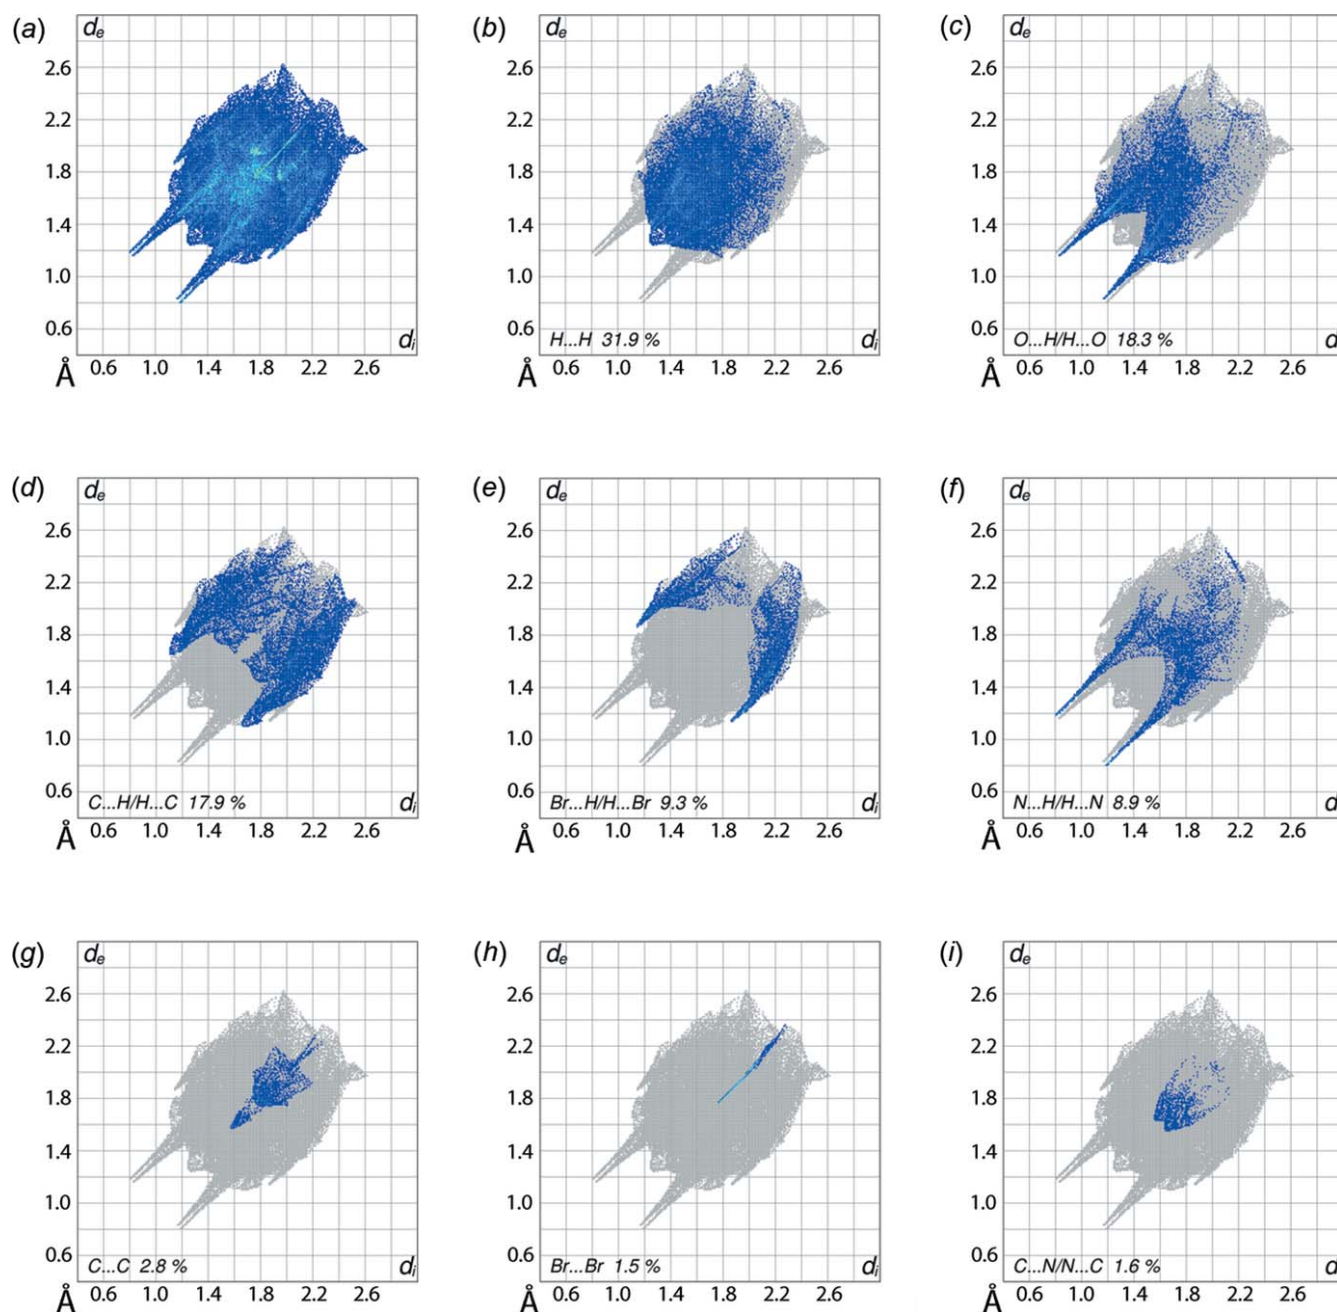 (a)
dₑ
2.6
2.2
1.8
1.4
1.0
0.6
dᵢ
Å 0.6 1.0 1.4 1.8 2.2 2.6
(b)
dₑ
2.6
2.2
1.8
1.4
1.0
0.6
H...H 31.9 %
dᵢ
Å 0.6 1.0 1.4 1.8 2.2 2.6
(c)
dₑ
2.6
2.2
1.8
1.4
1.0
0.6
O...H/H...O 18.3 %
d
Å 0.6 1.0 1.4 1.8 2.2 2.6
(d)
dₑ
2.6
2.2
1.8
1.4
1.0
0.6
C...H/H...C 17.9 %
dᵢ
Å 0.6 1.0 1.4 1.8 2.2 2.6
(e)
dₑ
2.6
2.2
1.8
1.4
1.0
0.6
Br...H/H...Br 9.3 %
dᵢ
Å 0.6 1.0 1.4 1.8 2.2 2.6
(f)
dₑ
2.6
2.2
1.8
1.4
1.0
0.6
N...H/H...N 8.9 %
d
Å 0.6 1.0 1.4 1.8 2.2 2.6
(g)
dₑ
2.6
2.2
1.8
1.4
1.0
0.6
C...C 2.8 %
dᵢ
Å 0.6 1.0 1.4 1.8 2.2 2.6
(h)
dₑ
2.6
2.2
1.8
1.4
1.0
0.6
Br...Br 1.5 %
dᵢ
Å 0.6 1.0 1.4 1.8 2.2 2.6
(i)
dₑ
2.6
2.2
1.8
1.4
1.0
0.6
C...N/N...C 1.6 %
d
Å 0.6 1.0 1.4 1.8 2.2 2.6